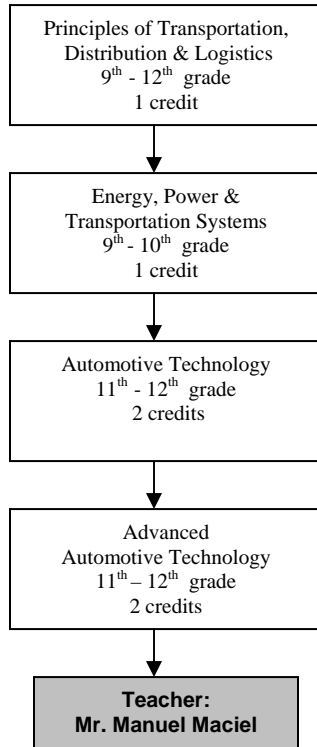 Principles of Transportation,
Distribution & Logistics
9th - 12th grade
1 credit
Energy, Power &
Transportation Systems
9th - 10th grade
1 credit
Automotive Technology
11th - 12th grade
2 credits
Advanced
Automotive Technology
11th – 12th grade
2 credits
Teacher:
Mr. Manuel Maciel